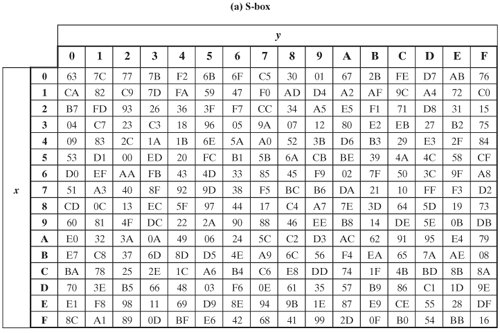 (a) S-box
y
0 1 2 3 4 5 6 7 8 9 A B C D E F
0 63 7C 77 7B F2 6B 6F C5 30 01 67 2B FE D7 AB 76
1 CA 82 C9 7D FA 59 47 F0 AD D4 A2 AF 9C A4 72 C0
2 B7 FD 93 26 36 3F F7 CC 34 A5 E5 F1 71 D8 31 15
3 04 C7 23 C3 18 96 05 9A 07 12 80 E2 EB 27 B2 75
4 09 83 2C 1A 1B 6E 5A A0 52 3B D6 B3 29 E3 2F 84
5 53 D1 00 ED 20 FC B1 5B 6A CB BE 39 4A 4C 58 CF
6 D0 EF AA FB 43 4D 33 85 45 F9 02 7F 50 3C 9F A8
7 51 A3 40 8F 92 9D 38 F5 BC B6 DA 21 10 FF F3 D2
x 8 CD 0C 13 EC 5F 97 44 17 C4 A7 7E 3D 64 5D 19 73
9 60 81 4F DC 22 2A 90 88 46 EE B8 14 DE 5E 0B DB
A E0 32 3A 0A 49 06 24 5C C2 D3 AC 62 91 95 E4 79
B E7 C8 37 6D 8D D5 4E A9 6C 56 F4 EA 65 7A AE 08
C BA 78 25 2E 1C A6 B4 C6 E8 DD 74 1F 4B BD 8B 8A
D 70 3E B5 66 48 03 F6 0E 61 35 57 B9 86 C1 1D 9E
E E1 F8 98 11 69 D9 8E 94 9B 1E 87 E9 CE 55 28 DF
F 8C A1 89 0D BF E6 42 68 41 99 2D 0F B0 54 BB 16